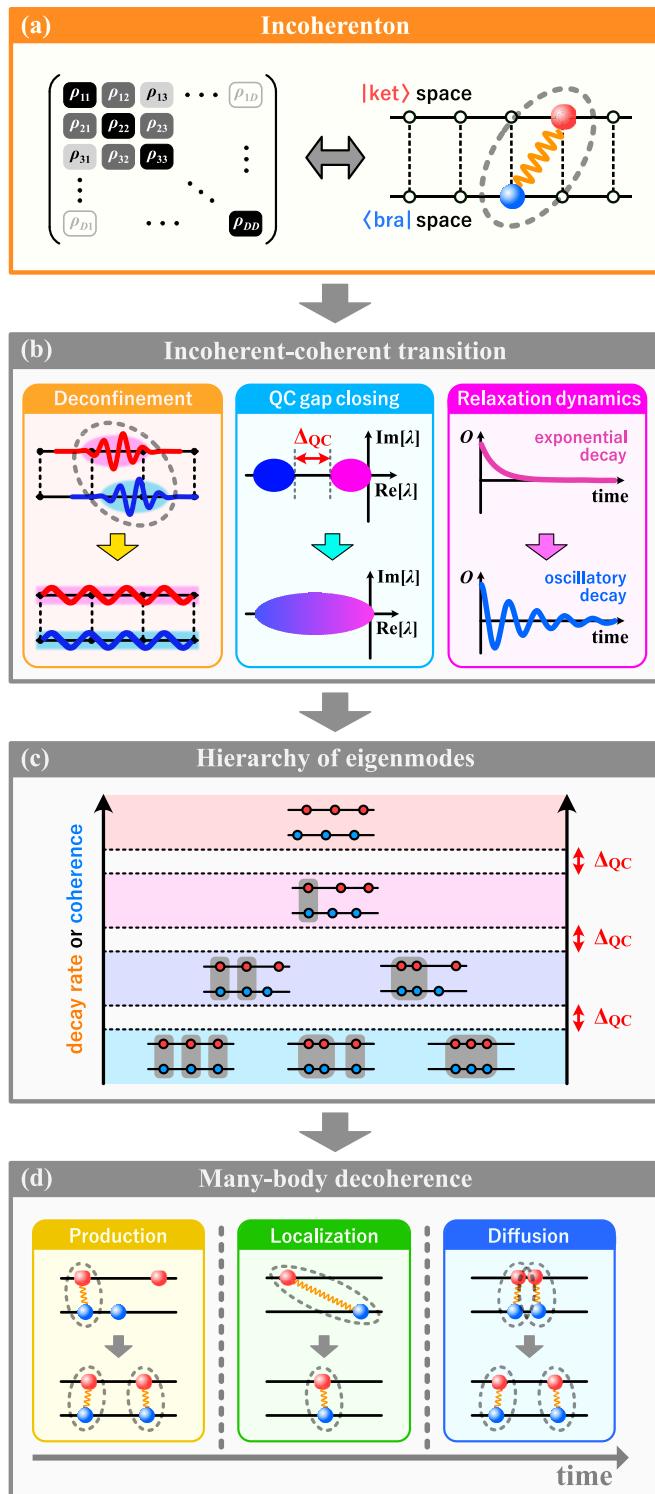 (a) Incoherenton
ρ11 ρ12 ρ13 ··· ρ1D
ρ21 ρ22 ρ23
ρ31 ρ32 ρ33
ρD1 ··· ρDD
|ket⟩ space
⟨bra| space
(b) Incoherent-coherent transition
Deconfinement
QC gap closing
ΔQC
Im[λ]
Re[λ]
Im[λ]
Re[λ]
Relaxation dynamics
O
exponential
decay
time
O
oscillatory
decay
time
(c) Hierarchy of eigenmodes
decay rate or coherence
ΔQC
ΔQC
ΔQC
(d) Many-body decoherence
Production
Localization
Diffusion
time